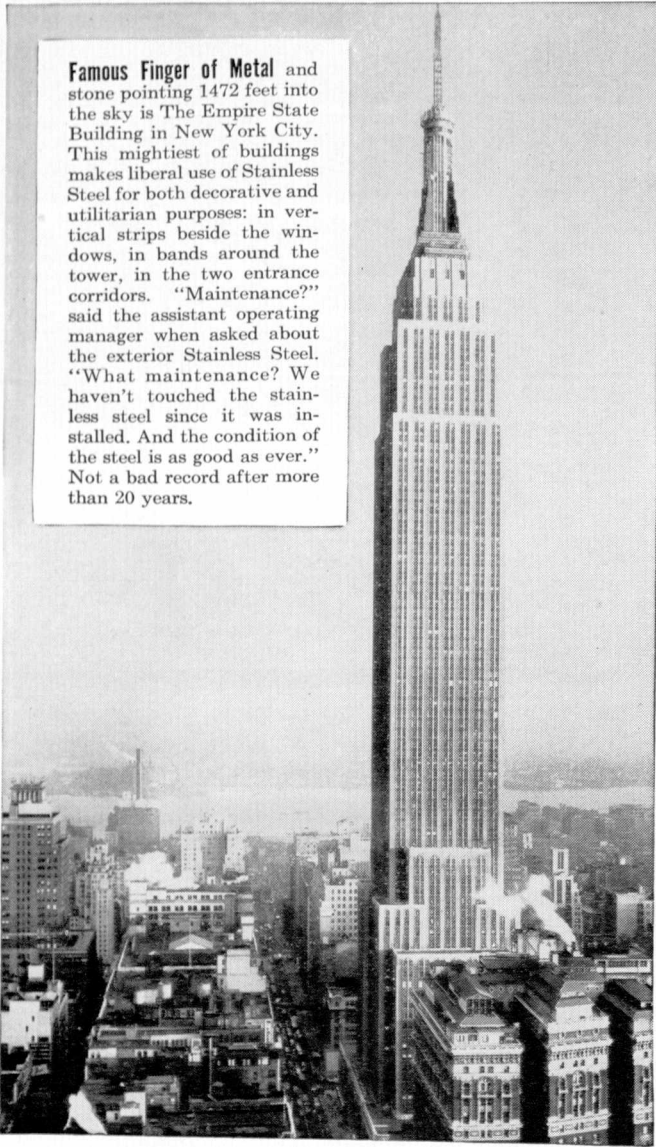 Famous Finger of Metal and
stone pointing 1472 feet into
the sky is The Empire State
Building in New York City.
This mightiest of buildings
makes liberal use of Stainless
Steel for both decorative and
utilitarian purposes: in ver-
tical strips beside the win-
dows, in bands around the
tower, in the two entrance
corridors. “Maintenance?”
said the assistant operating
manager when asked about
the exterior Stainless Steel.
“What maintenance? We
haven’t touched the stain-
less steel since it was in-
stalled. And the condition of
the steel is as good as ever.”
Not a bad record after more
than 20 years.